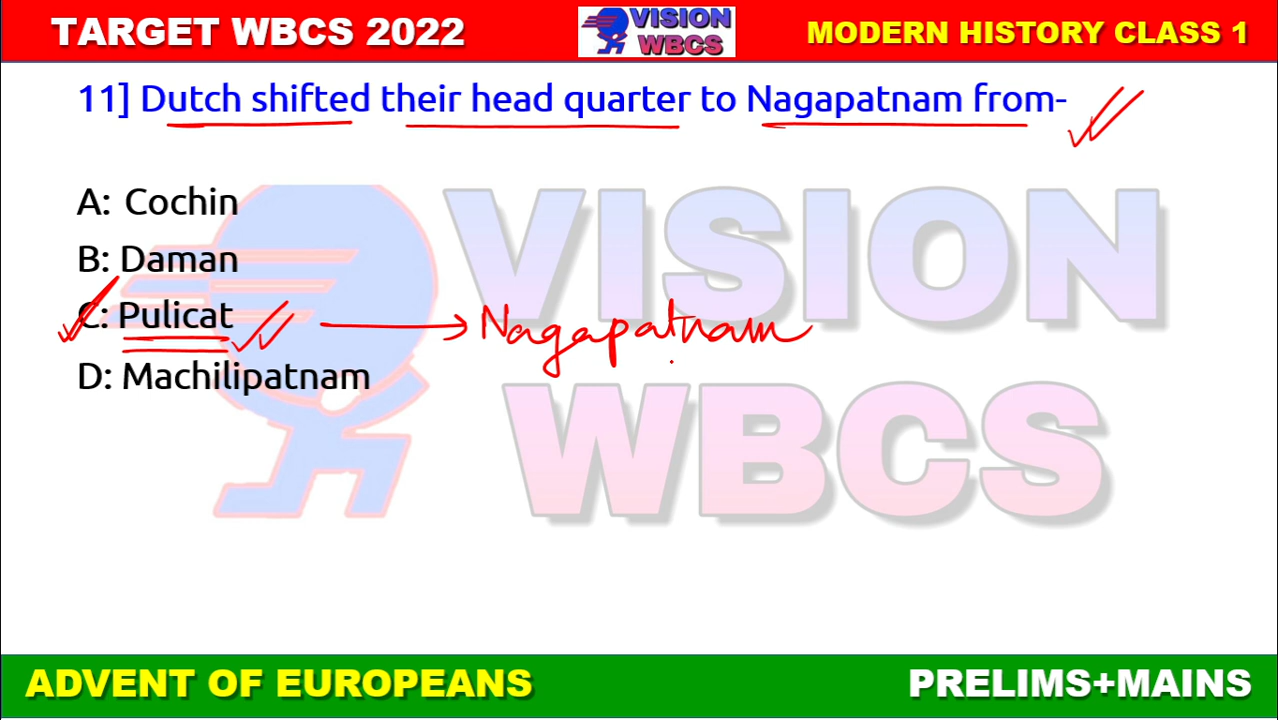 TARGET WBCS 2022
VISION
WBCS
MODERN HISTORY CLASS 1
11] Dutch shifted their head quarter to Nagapatnam from-
A: Cochin
B: Daman
C: Pulicat
Nagapatnam
D: Machilipatnam
VISION
WBCS
ADVENT OF EUROPEANS
PRELIMS+MAINS